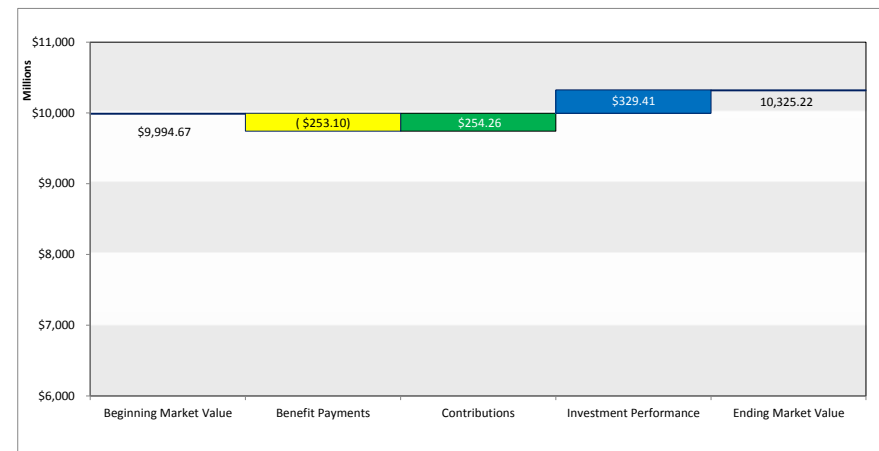 $11,000
Millions
$10,000
$9,000
$8,000
$7,000
$6,000
$9,994.67
( $253.10)
$254.26
$329.41
10,325.22
Beginning Market Value
Benefit Payments
Contributions
Investment Performance
Ending Market Value